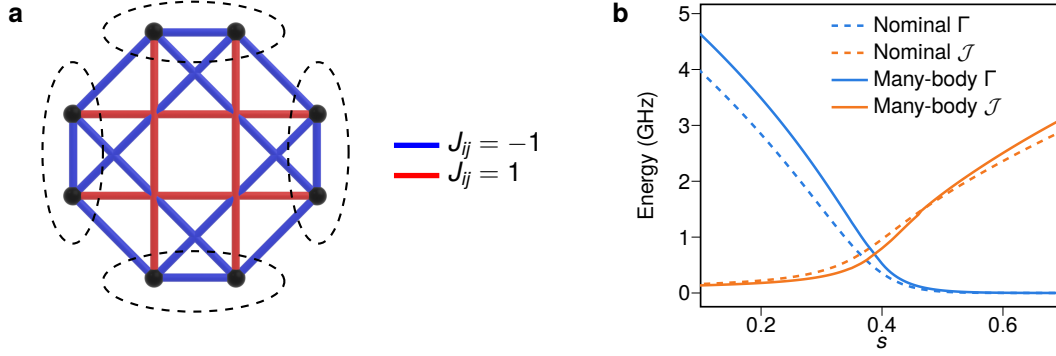 a
J_ij = −1
J_ij = 1
b
Energy (GHz)
5
4
3
2
1
0
0.2
0.4
0.6
s
Nominal Γ
Nominal 𝒥
Many-body Γ
Many-body 𝒥